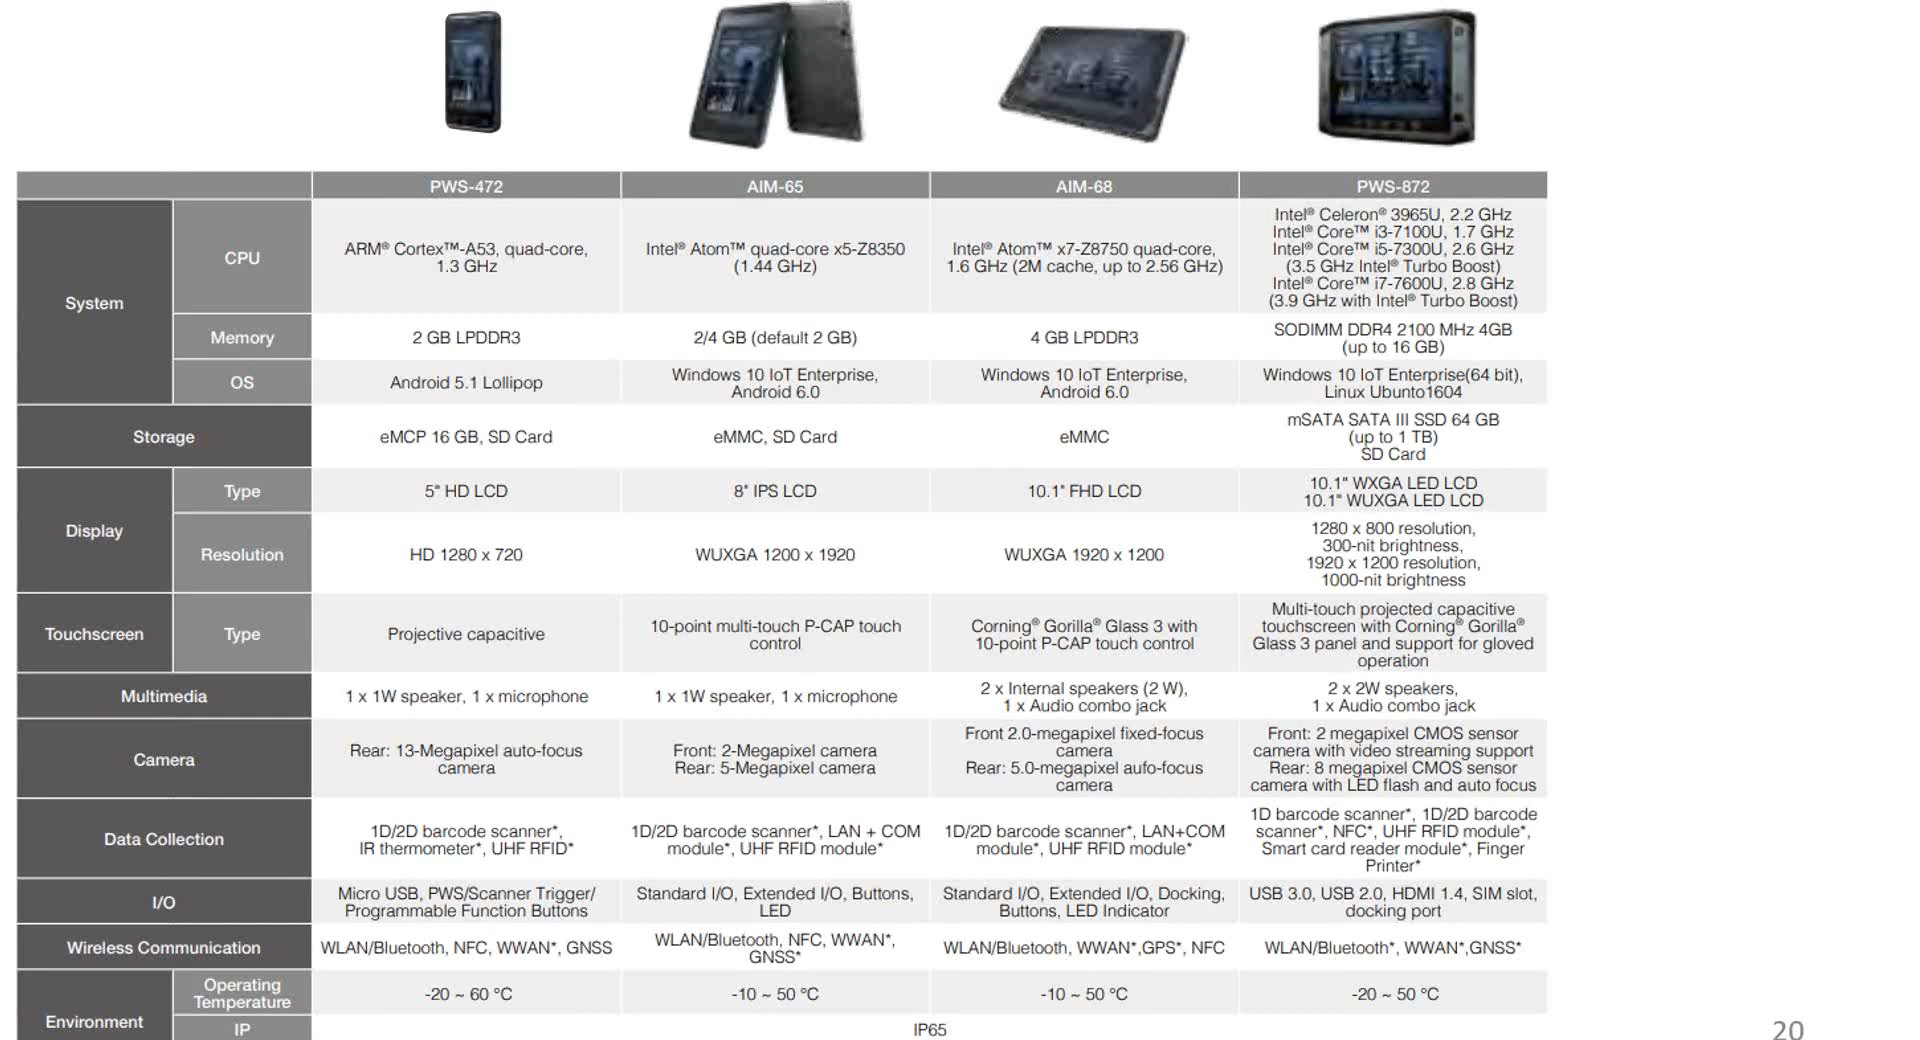 PWS-472 AIM-65 AIM-68 PWS-872
System
CPU
ARM® Cortex™-A53, quad-core,
1.3 GHz
Intel® Atom™ quad-core x5-Z8350
(1.44 GHz)
Intel® Atom™ x7-Z8750 quad-core,
1.6 GHz (2M cache, up to 2.56 GHz)
Intel® Celeron® 3965U, 2.2 GHz
Intel® Core™ i3-7100U, 1.7 GHz
Intel® Core™ i5-7300U, 2.6 GHz
(3.5 GHz Intel® Turbo Boost)
Intel® Core™ i7-7600U, 2.8 GHz
(3.9 GHz with Intel® Turbo Boost)
Memory
2 GB LPDDR3
2/4 GB (default 2 GB)
4 GB LPDDR3
SODIMM DDR4 2100 MHz 4GB
(up to 16 GB)
OS
Android 5.1 Lollipop
Windows 10 IoT Enterprise,
Android 6.0
Windows 10 IoT Enterprise,
Android 6.0
Windows 10 IoT Enterprise(64 bit),
Linux Ubunto1604
Storage
eMCP 16 GB, SD Card
eMMC, SD Card
eMMC
mSATA SATA III SSD 64 GB
(up to 1 TB)
SD Card
Display
Type
5" HD LCD
8" IPS LCD
10.1" FHD LCD
10.1" WXGA LED LCD
10.1" WUXGA LED LCD
Resolution
HD 1280 x 720
WUXGA 1200 x 1920
WUXGA 1920 x 1200
1280 x 800 resolution,
300-nit brightness,
1920 x 1200 resolution,
1000-nit brightness
Touchscreen
Type
Projective capacitive
10-point multi-touch P-CAP touch
control
Corning® Gorilla® Glass 3 with
10-point P-CAP touch control
Multi-touch projected capacitive
touchscreen with Corning® Gorilla®
Glass 3 panel and support for gloved
operation
Multimedia
1 x 1W speaker, 1 x microphone
1 x 1W speaker, 1 x microphone
2 x Internal speakers (2 W),
1 x Audio combo jack
2 x 2W speakers,
1 x Audio combo jack
Camera
Rear: 13-Megapixel auto-focus
camera
Front: 2-Megapixel camera
Rear: 5-Megapixel camera
Front 2.0-megapixel fixed-focus
camera
Rear: 5.0-megapixel aufo-focus
camera
Front: 2 megapixel CMOS sensor
camera with video streaming support
Rear: 8 megapixel CMOS sensor
camera with LED flash and auto focus
Data Collection
1D/2D barcode scanner*,
IR thermometer*, UHF RFID*
1D/2D barcode scanner*, LAN + COM
module*, UHF RFID module*
1D/2D barcode scanner*, LAN+COM
module*, UHF RFID module*
1D barcode scanner*, 1D/2D barcode
scanner*, NFC*, UHF RFID module*,
Smart card reader module*, Finger
Printer*
I/O
Micro USB, PWS/Scanner Trigger/
Programmable Function Buttons
Standard I/O, Extended I/O, Buttons,
LED
Standard I/O, Extended I/O, Docking,
Buttons, LED Indicator
USB 3.0, USB 2.0, HDMI 1.4, SIM slot,
docking port
Wireless Communication
WLAN/Bluetooth, NFC, WWAN*, GNSS
WLAN/Bluetooth, NFC, WWAN*,
GNSS*
WLAN/Bluetooth, WWAN*,GPS*, NFC
WLAN/Bluetooth*, WWAN*,GNSS*
Environment
Operating
Temperature
-20 ~ 60 °C
-10 ~ 50 °C
-10 ~ 50 °C
-20 ~ 50 °C
IP
IP65
20